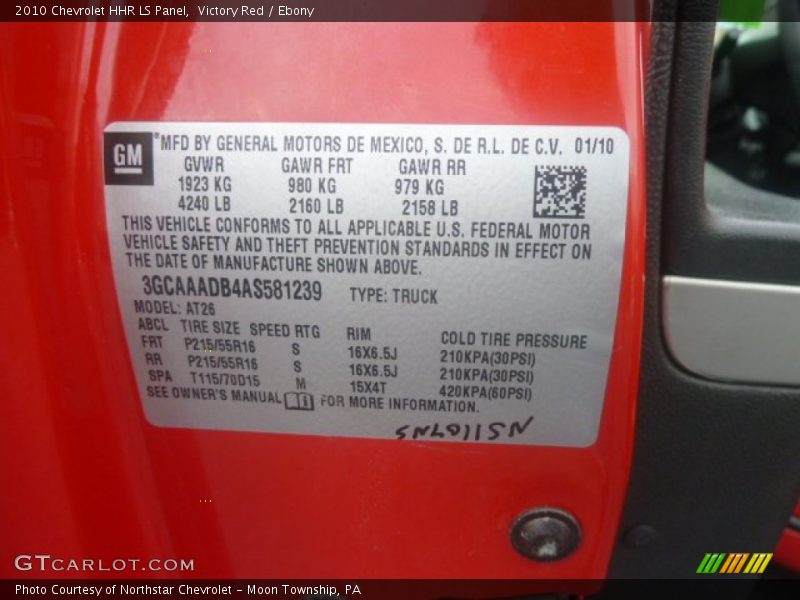 2010 Chevrolet HHR LS Panel, Victory Red / Ebony
GM
MFD BY GENERAL MOTORS DE MEXICO, S. DE R.L. DE C.V. 01/10
GVWR GAWR FRT GAWR RR
1923 KG 980 KG 979 KG
4240 LB 2160 LB 2158 LB
THIS VEHICLE CONFORMS TO ALL APPLICABLE U.S. FEDERAL MOTOR
VEHICLE SAFETY AND THEFT PREVENTION STANDARDS IN EFFECT ON
THE DATE OF MANUFACTURE SHOWN ABOVE.
3GCAAADB4AS581239 TYPE: TRUCK
MODEL: AT26
ABCL TIRE SIZE SPEED RTG RIM COLD TIRE PRESSURE
FRT P215/55R16 S 16X6.5J 210KPA(30PSI)
RR P215/55R16 S 16X6.5J 210KPA(30PSI)
SPA T115/70D15 M 15X4T 420KPA(60PSI)
SEE OWNER'S MANUAL FOR MORE INFORMATION.
GTCARLOT.COM
Photo Courtesy of Northstar Chevrolet - Moon Township, PA